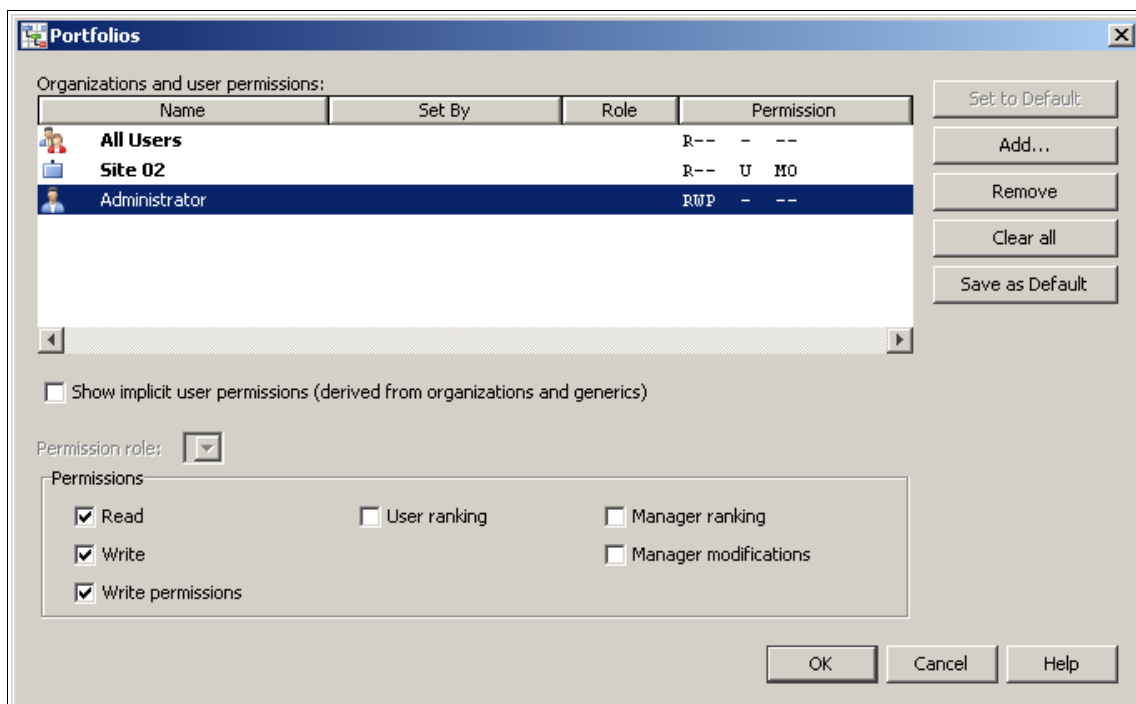 Portfolios
Organizations and user permissions:
Name Set By Role Permission
All Users R-- - --
Site 02 R-- U MO
Administrator RWP - --
Set to Default
Add...
Remove
Clear all
Save as Default
Show implicit user permissions (derived from organizations and generics)
Permission role:
Permissions
Read User ranking Manager ranking
Write Manager modifications
Write permissions
OK Cancel Help